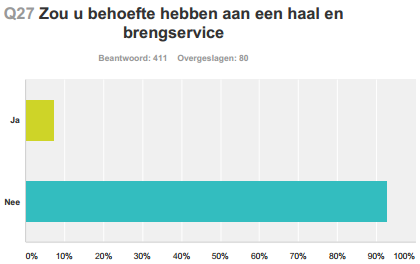 Q27 Zou u behoefte hebben aan een haal en
brengservice
Beantwoord: 411 Overgeslagen: 80
Ja
Nee
0% 10% 20% 30% 40% 50% 60% 70% 80% 90% 100%